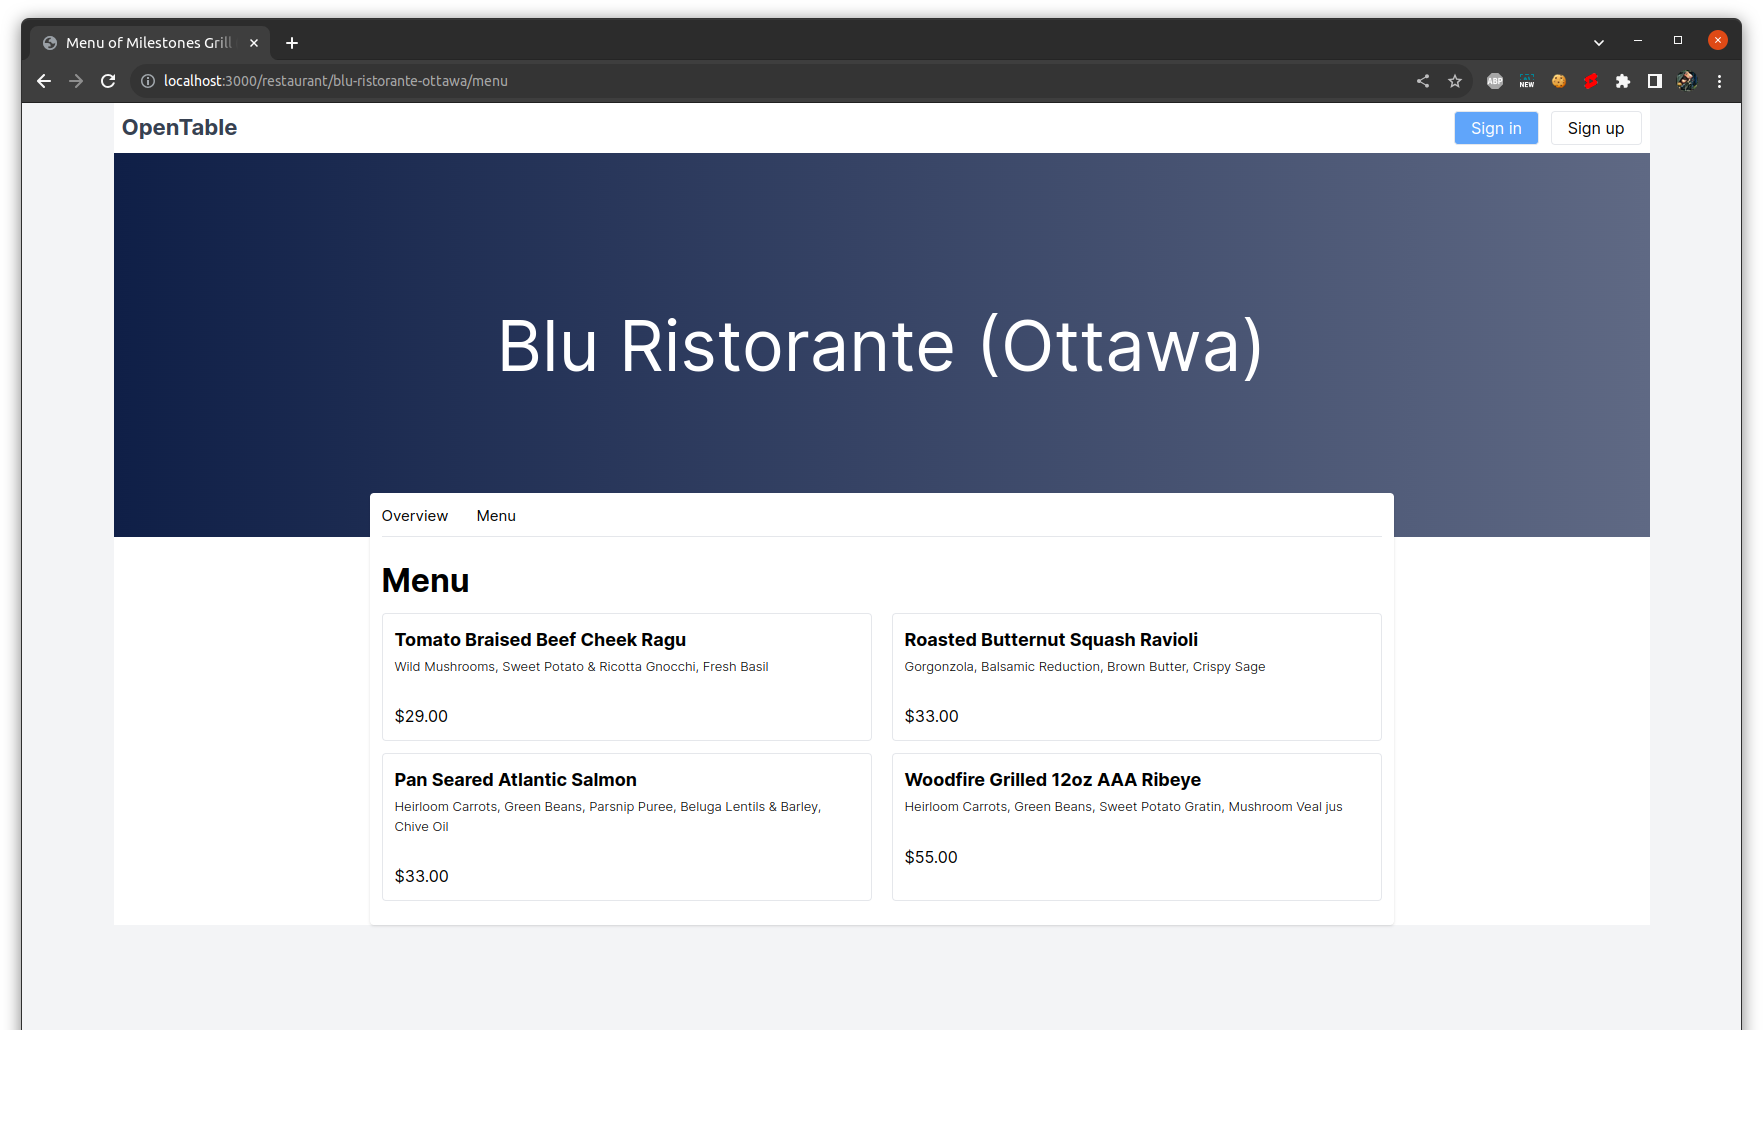 Menu of Milestones Grill
localhost:3000/restaurant/blu-ristorante-ottawa/menu
ABP
NEW
OpenTable
Sign in
Sign up
Blu Ristorante (Ottawa)
Overview
Menu
Menu
Tomato Braised Beef Cheek Ragu
Wild Mushrooms, Sweet Potato & Ricotta Gnocchi, Fresh Basil
$29.00
Roasted Butternut Squash Ravioli
Gorgonzola, Balsamic Reduction, Brown Butter, Crispy Sage
$33.00
Pan Seared Atlantic Salmon
Heirloom Carrots, Green Beans, Parsnip Puree, Beluga Lentils & Barley,
Chive Oil
$33.00
Woodfire Grilled 12oz AAA Ribeye
Heirloom Carrots, Green Beans, Sweet Potato Gratin, Mushroom Veal jus
$55.00